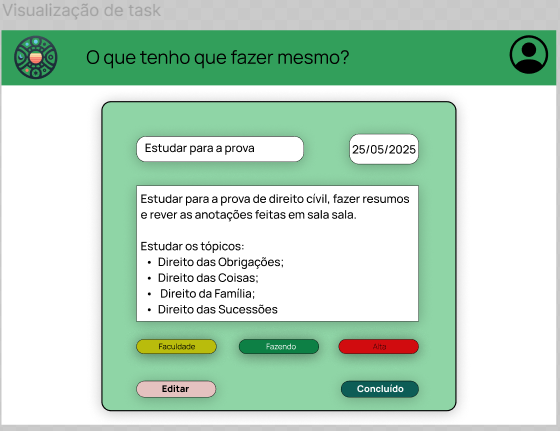 Visualização de task
O que tenho que fazer mesmo?
Estudar para a prova
25/05/2025
Estudar para a prova de direito cívil, fazer resumos
e rever as anotações feitas em sala sala.
Estudar os tópicos:
• Direito das Obrigações;
• Direito das Coisas;
• Direito da Família;
• Direito das Sucessões
Faculdade
Fazendo
Alta
Editar
Concluído